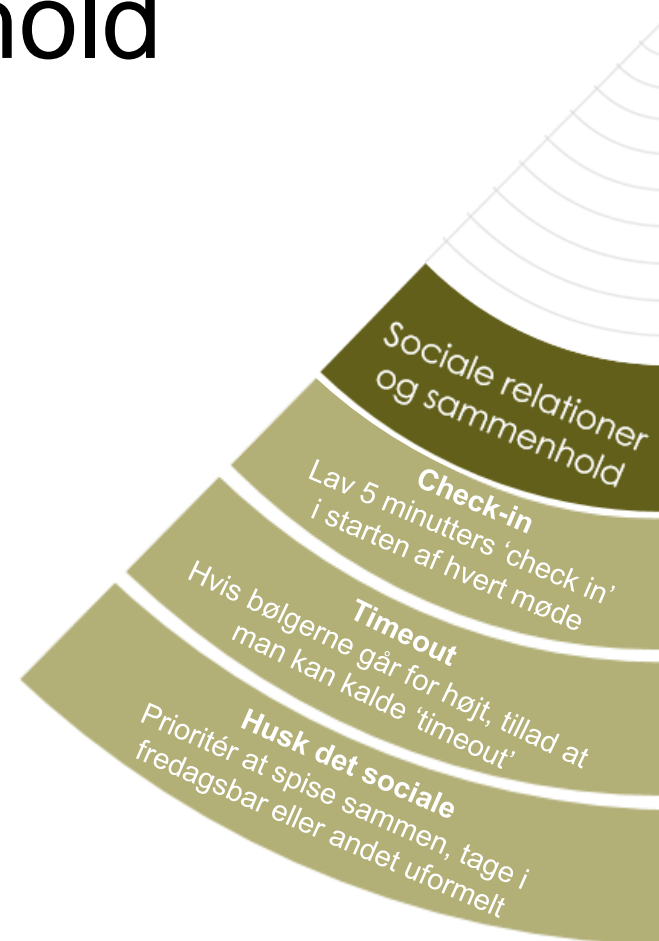 hold
Sociale relationer
og sammenhold
Check-in
Lav 5 minutters ‘check in’
i starten af hvert møde
Timeout
Hvis bølgerne går for højt, tillad at
man kan kalde ‘timeout’
Husk det sociale
Prioritér at spise sammen, tage i
fredagsbar eller andet uformelt